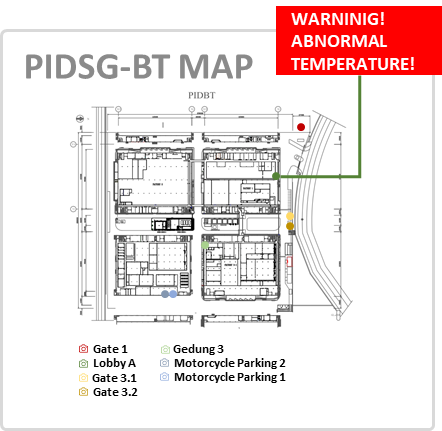 WARNINIG!
ABNORMAL
TEMPERATURE!
PIDSG-BT MAP
PIDBT
Gate 1
Lobby A
Gate 3.1
Gate 3.2
Gedung 3
Motorcycle Parking 2
Motorcycle Parking 1